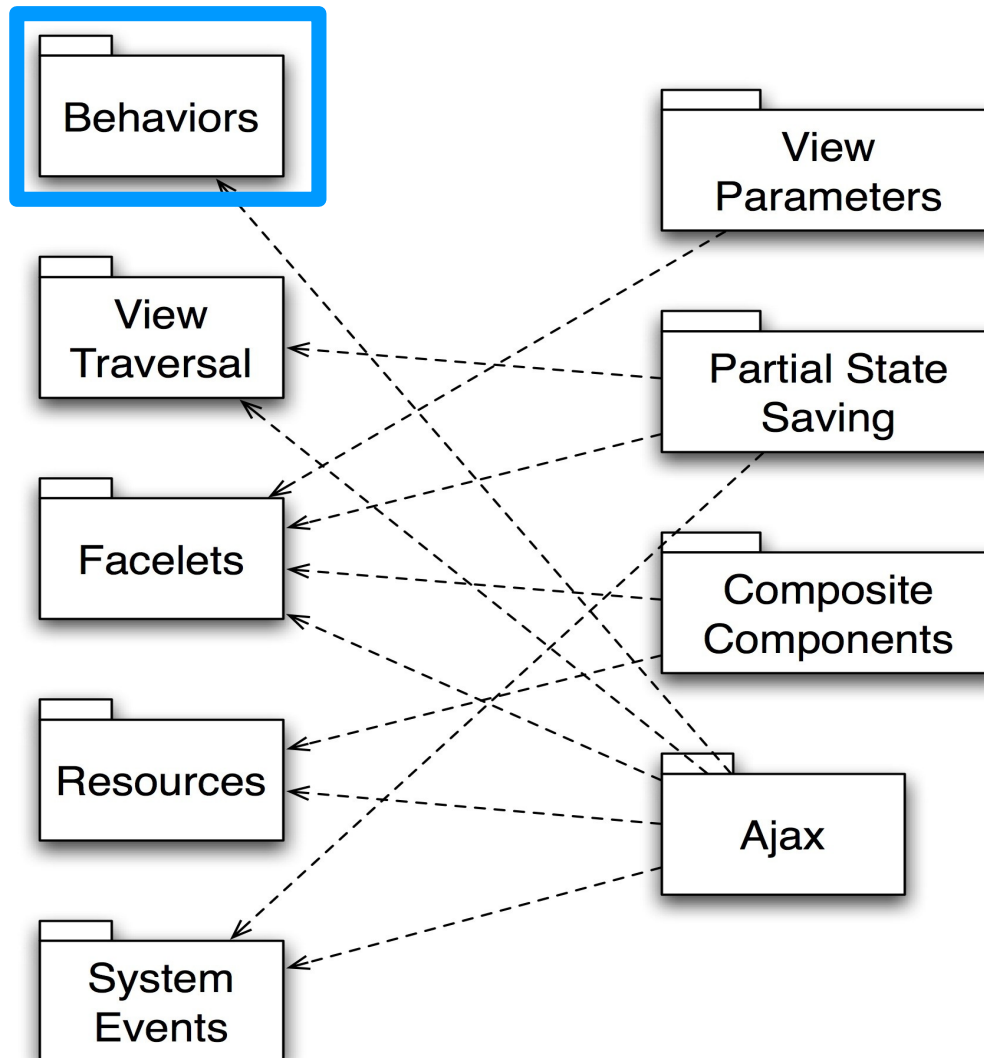 Behaviors
View
Traversal
Facelets
Resources
System
Events
View
Parameters
Partial State
Saving
Composite
Components
Ajax